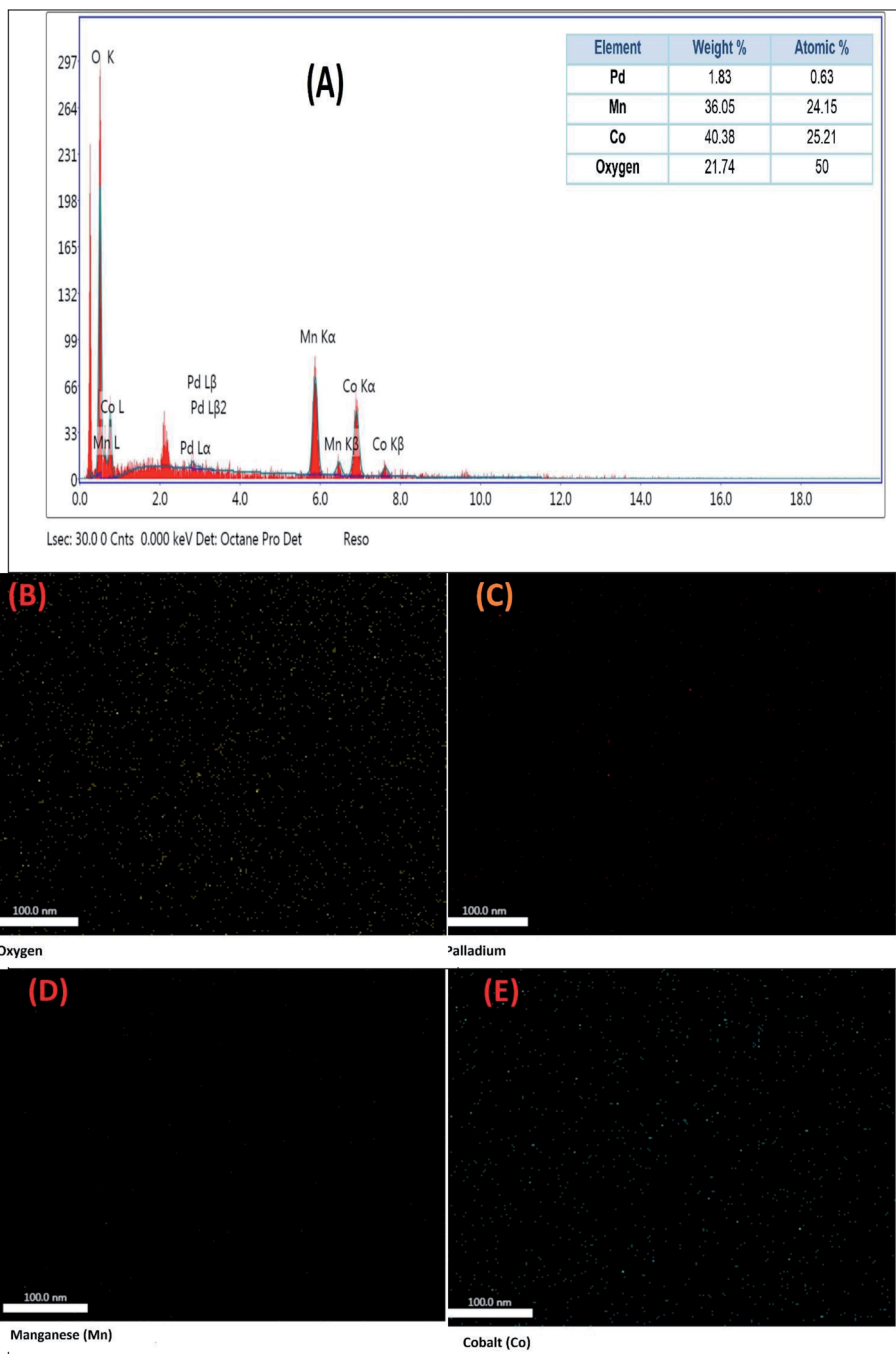 (A)
Element Weight % Atomic %
Pd 1.83 0.63
Mn 36.05 24.15
Co 40.38 25.21
Oxygen 21.74 50
297
264
231
198
165
132
99
66
33
0
O K
Co L
Mn L
Pd Lβ
Pd Lβ2
Pd Lα
Mn Kα
Mn Kβ
Co Kα
Co Kβ
0.0 2.0 4.0 6.0 8.0 10.0 12.0 14.0 16.0 18.0
Lsec: 30.0 0 Cnts 0.000 keV Det: Octane Pro Det Reso
(B)
100.0 nm
Oxygen
(C)
100.0 nm
Palladium
(D)
100.0 nm
Manganese (Mn)
(E)
100.0 nm
Cobalt (Co)